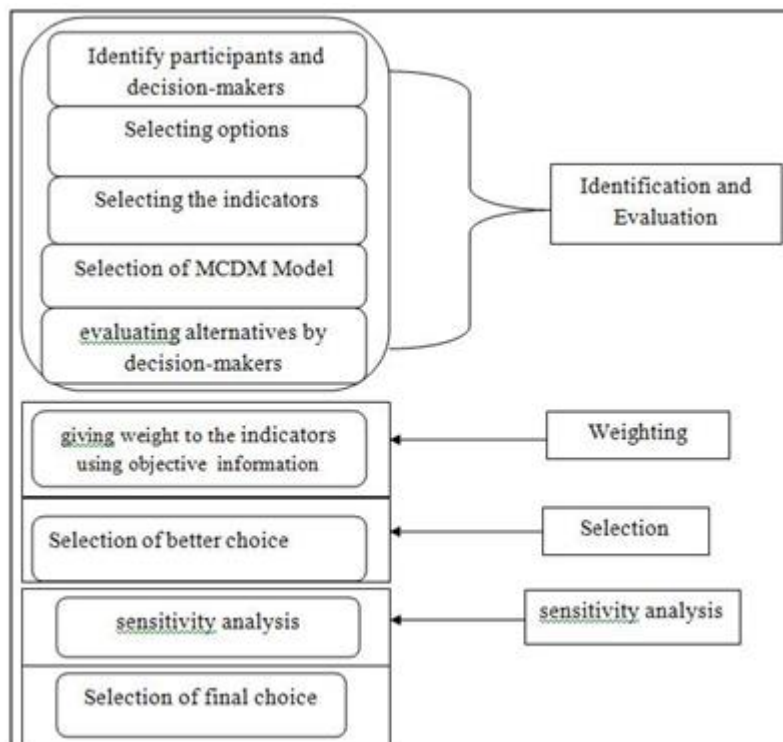 Identify participants and
decision-makers
Selecting options
Selecting the indicators
Selection of MCDM Model
evaluating alternatives by
decision-makers
Identification and
Evaluation
giving weight to the indicators
using objective information
Weighting
Selection of better choice
Selection
sensitivity analysis
sensitivity analysis
Selection of final choice